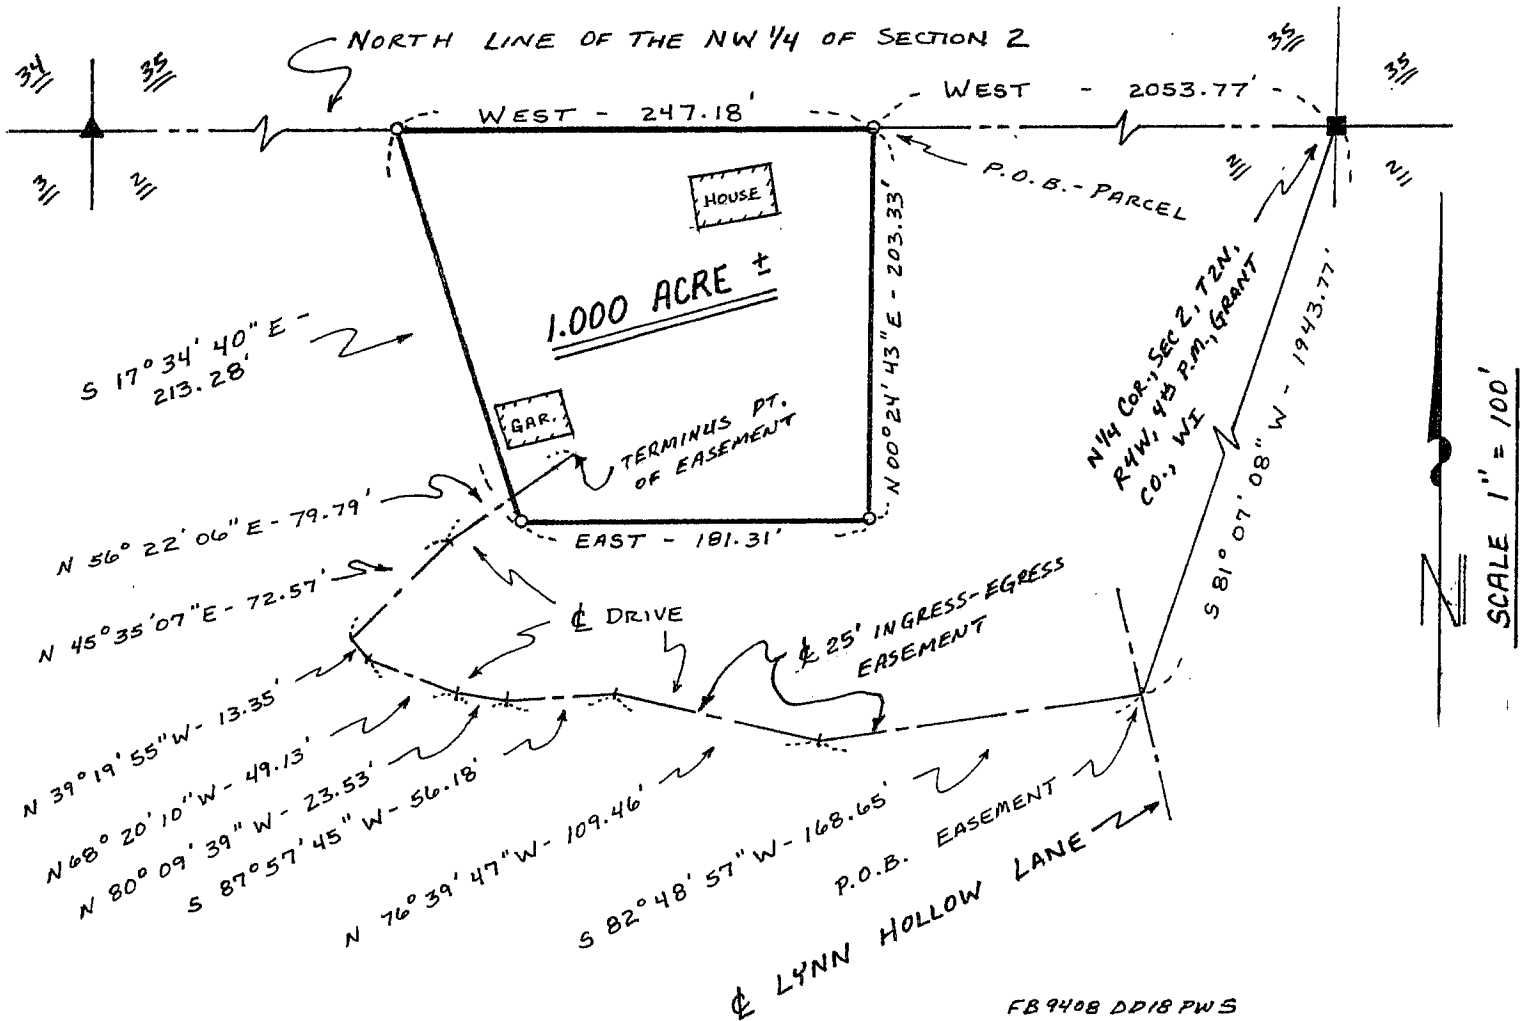 NORTH LINE OF THE NW 1/4 OF SECTION 2
34
35
35
35
WEST - 2053.77'
WEST - 247.18'
3
2
2
2
P.O.B.-PARCEL
HOUSE
N 00°24'43"E - 203.33'
1.000 ACRE ±
N 1/4 COR., SEC 2, T2N,
R4W, 4th P.M., GRANT
CO., WI
S 81°07'08"W - 1943.77'
S 17°34'40"E -
213.28'
GAR.
TERMINUS PT.
OF EASEMENT
SCALE 1" = 100'
N
N 56°22'06"E - 79.79'
EAST - 181.31'
N 45°35'07"E - 72.57'
℄ DRIVE
℄ 25' INGRESS-EGRESS
EASEMENT
N 39°19'55"W - 13.35'
N 68°20'10"W - 49.13'
N 80°09'39"W - 23.53'
S 87°57'45"W - 56.18'
N 76°39'47"W - 109.46'
S 82°48'57"W - 168.65'
P.O.B. EASEMENT
℄ LYNN HOLLOW LANE
FB 9408 DD18 PWS